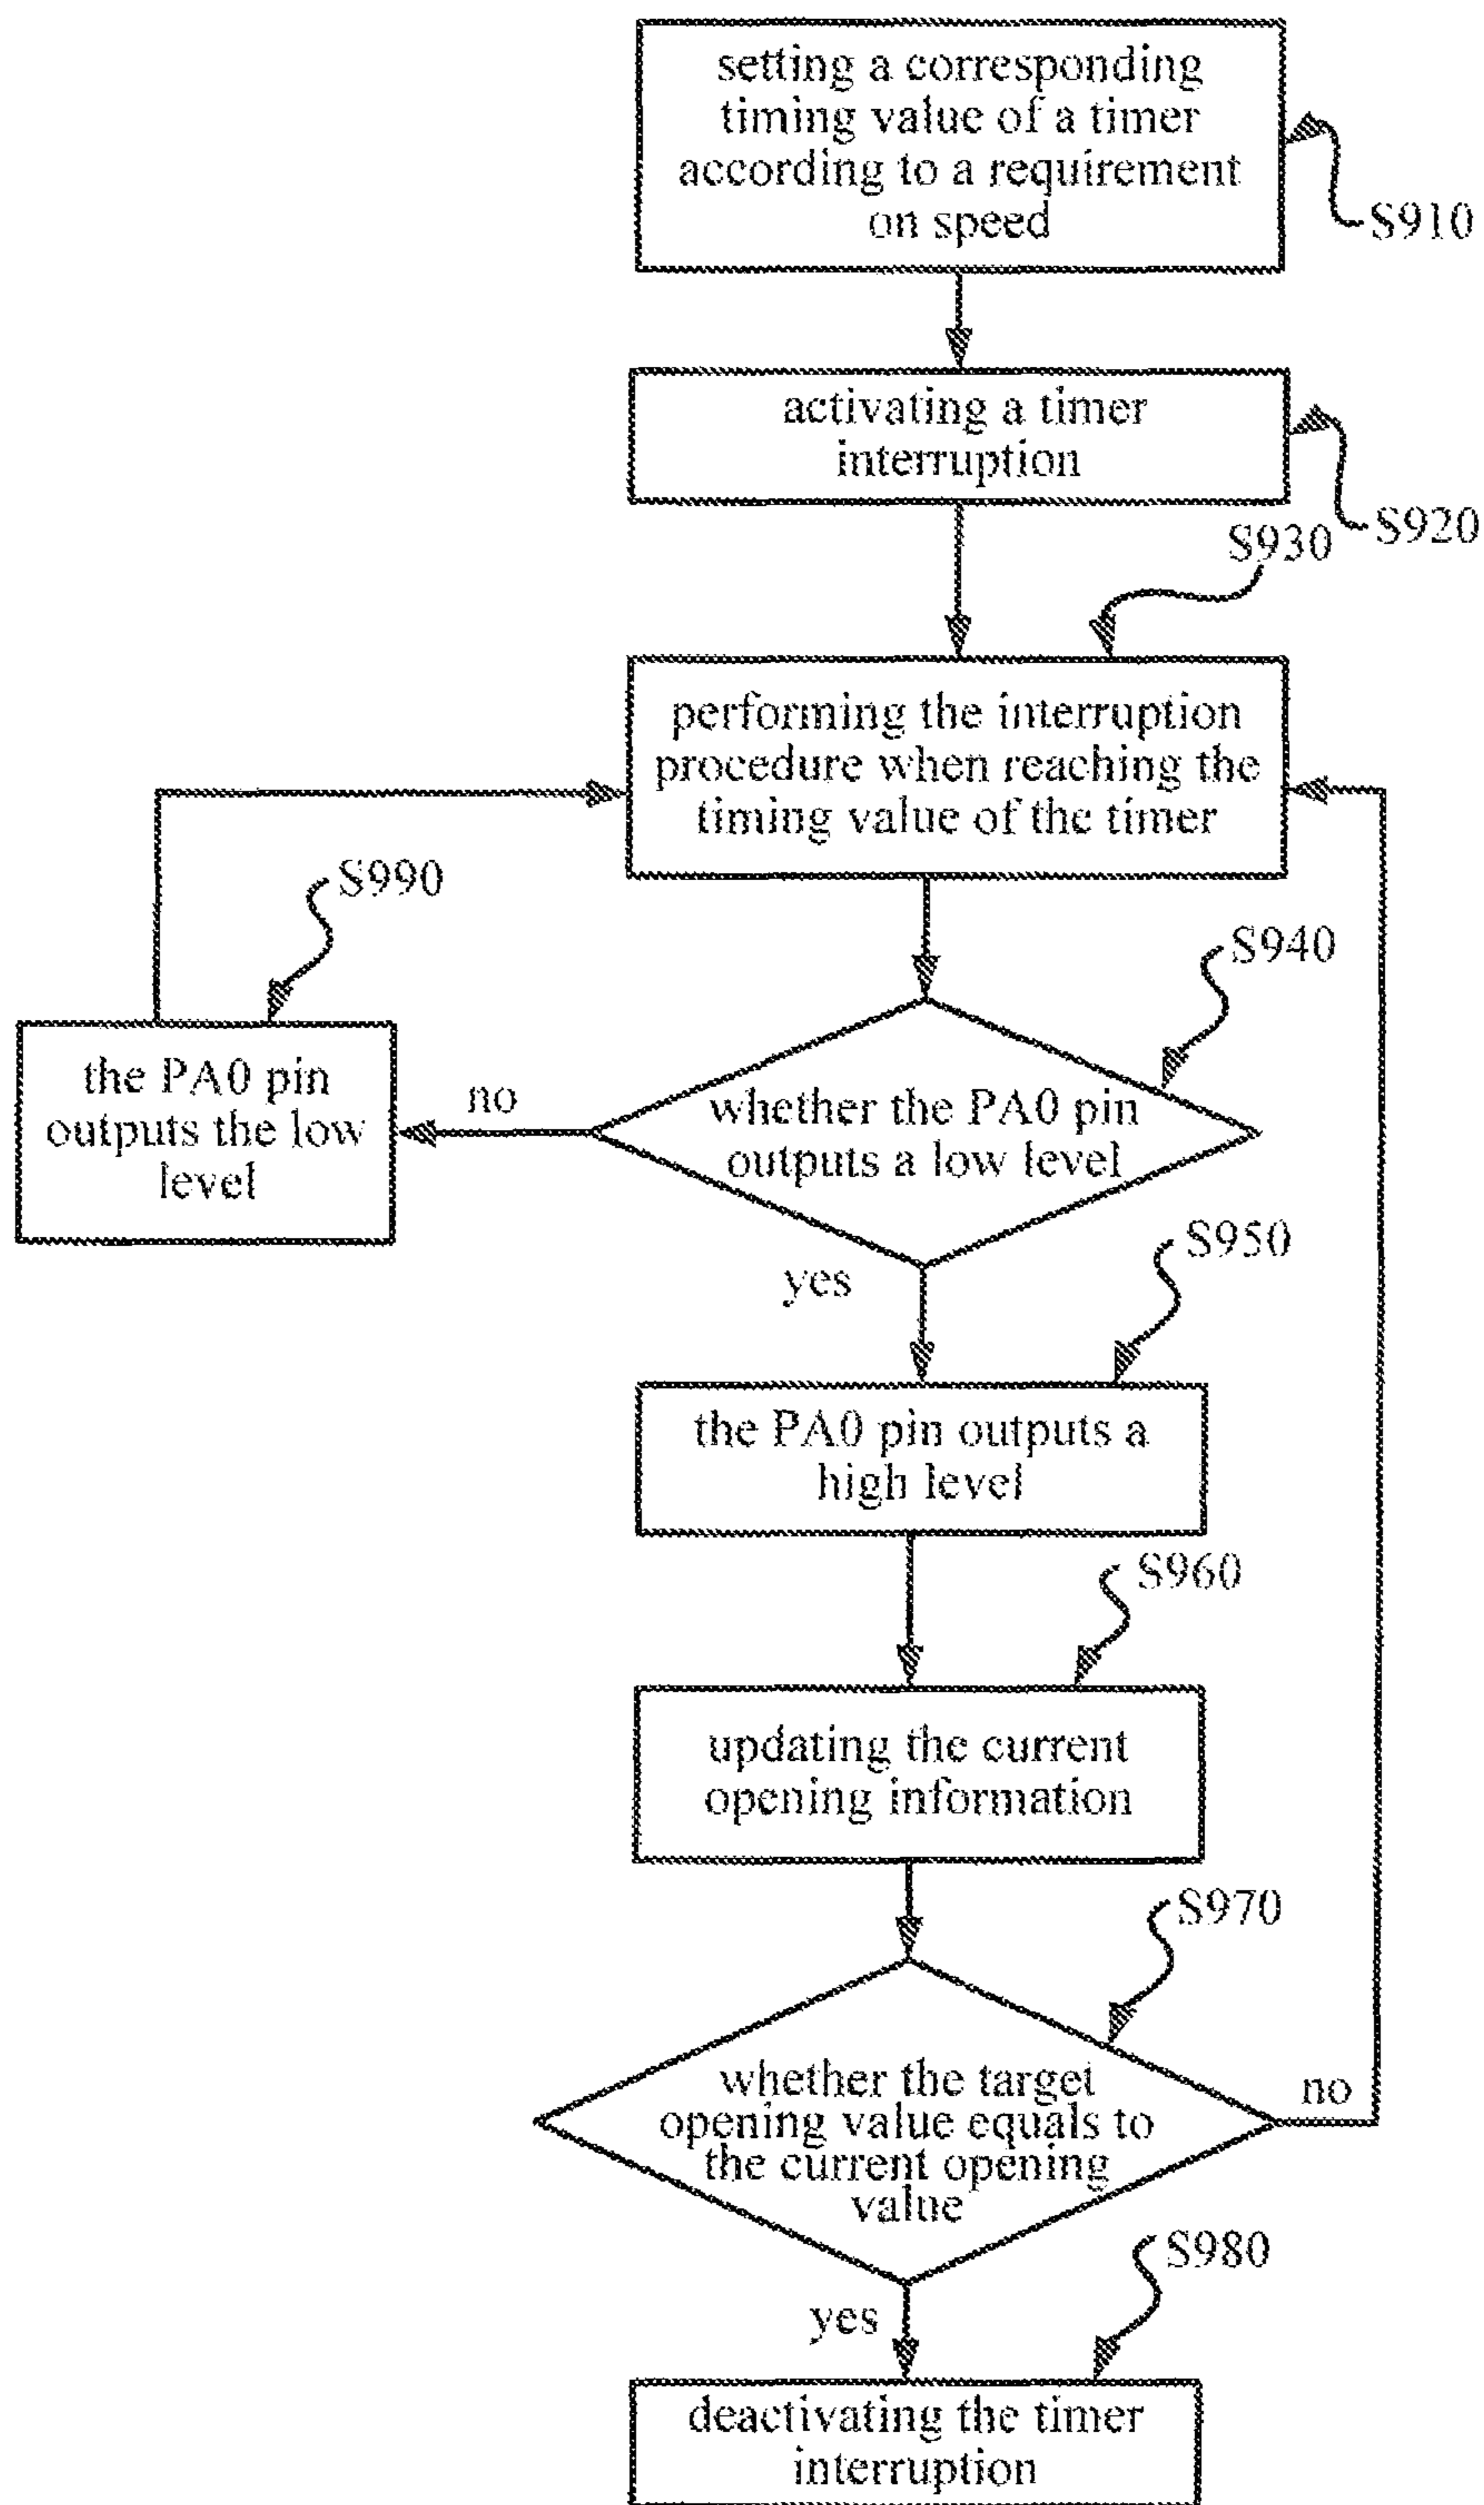 setting a corresponding
timing value of a timer
according to a requirement
on speed
S910
activating a timer
interruption
S920
S930
performing the interruption
procedure when reaching the
timing value of the timer
S990
S940
the PA0 pin
outputs the low
level
no
whether the PA0 pin
outputs a low level
yes
S950
the PA0 pin outputs a
high level
S960
updating the current
opening information
S970
whether the target
opening value equals to
the current opening
value
no
yes
S980
deactivating the timer
interruption